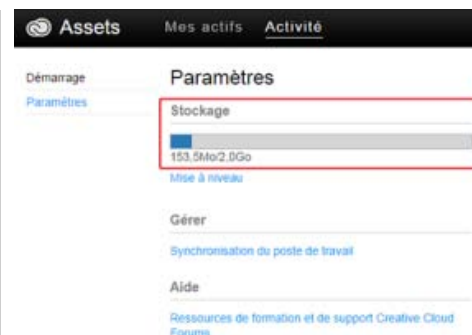 Assets Mes actifs Activité
Démarrage
Paramètres
Paramètres
Stockage
153,5Mo/2,0Go
Mise à niveau
Gérer
Synchronisation du poste de travail
Aide
Ressources de formation et de support Creative Cloud
Forums